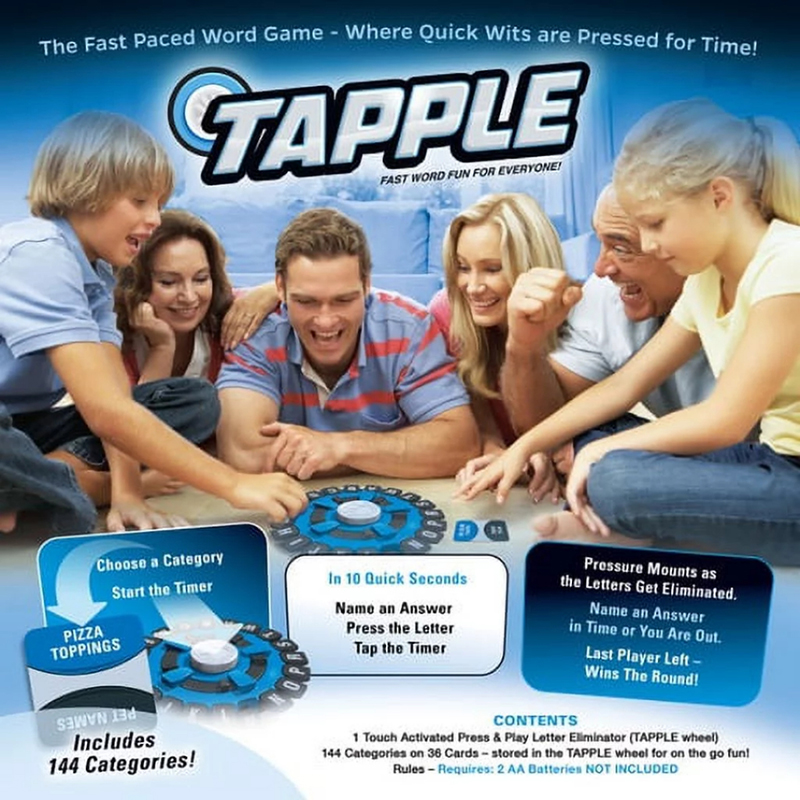 The Fast Paced Word Game - Where Quick Wits are Pressed for Time!
TAPPLE
FAST WORD FUN FOR EVERYONE!
Choose a Category
Start the Timer
PIZZA
TOPPINGS
PET NAMES
Includes
144 Categories!
In 10 Quick Seconds
Name an Answer
Press the Letter
Tap the Timer
Pressure Mounts as
the Letters Get Eliminated.
Name an Answer
in Time or You Are Out.
Last Player Left –
Wins The Round!
CONTENTS
1 Touch Activated Press & Play Letter Eliminator (TAPPLE wheel)
144 Categories on 36 Cards – stored in the TAPPLE wheel for on the go fun!
Rules – Requires: 2 AA Batteries NOT INCLUDED